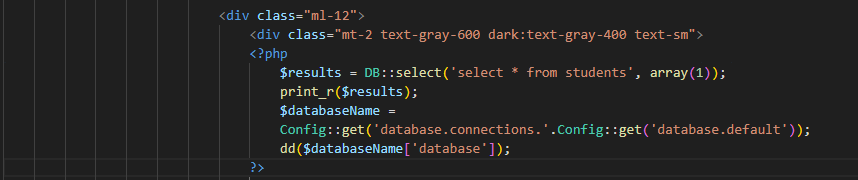 <div class="ml-12">
<div class="mt-2 text-gray-600 dark:text-gray-400 text-sm">
<?php
$results = DB::select('select * from students', array(1));
print_r($results);
$databaseName =
Config::get('database.connections.'.Config::get('database.default'));
dd($databaseName['database']);
?>